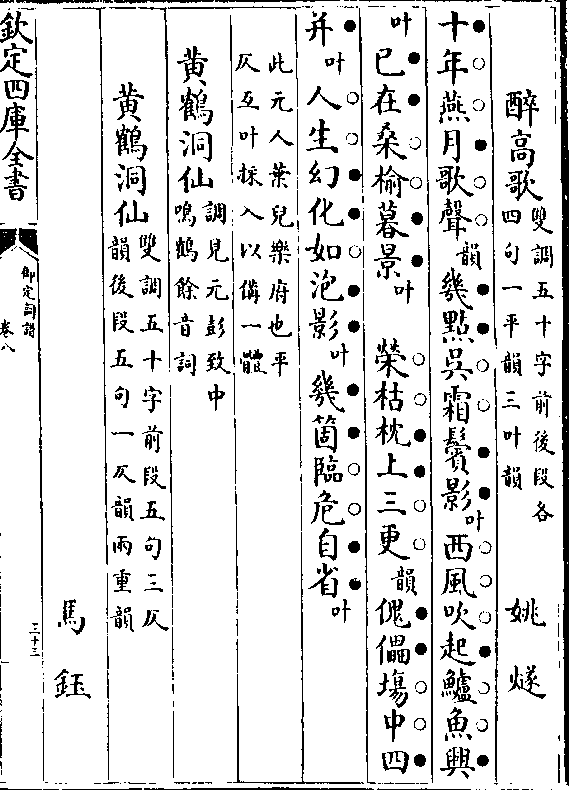 醉高歌 雙調五十字前後段各四句一平韻三叶韻 姚燧
十年燕月歌聲韻幾點吳霜鬢影叶西風吹起鱸魚興
叶已在桑榆暮景叶 榮枯枕上三更韻傀儡塲中四
并叶人生幻化如泡影叶幾箇臨危自省叶
此元人葉兒樂府也平仄互叶採入以備一體
黄鶴洞仙 調見元彭致中鳴鶴餘音詞
黄鶴洞仙 雙調五十字前段五句三仄韻後段五句一仄韻兩重韻 馬鈺
欽定四庫全書 御定詞譜 卷八 三十三